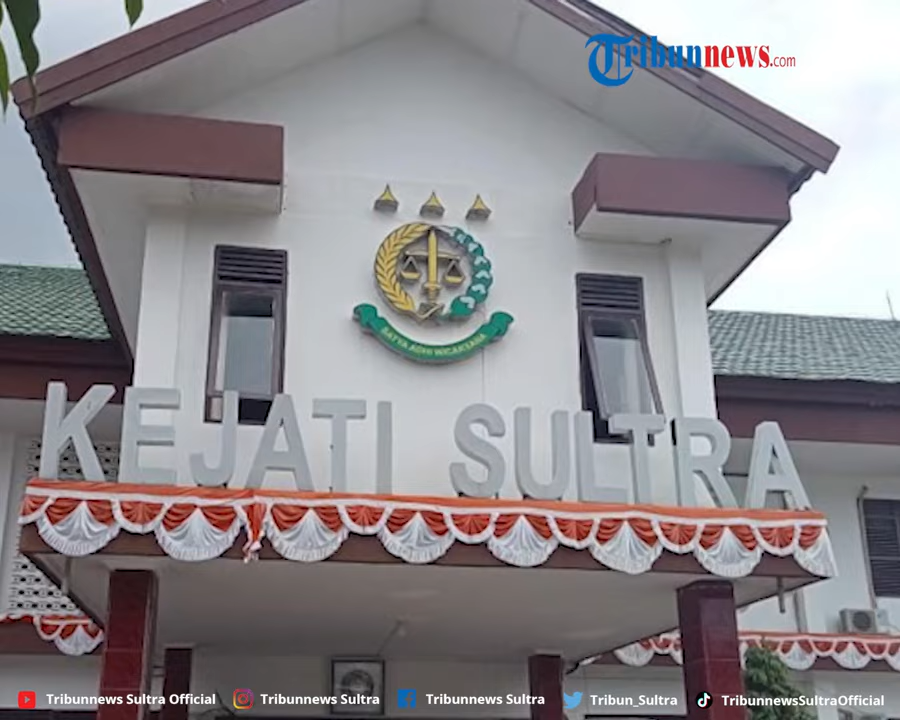 Tribunnews.com
SATYA ADHI WICAKSANA
KEJATI SULTRA
Tribunnews Sultra Official
Tribunnews Sultra
Tribunnews Sultra
Tribun_Sultra
TribunnewsSultraOfficial